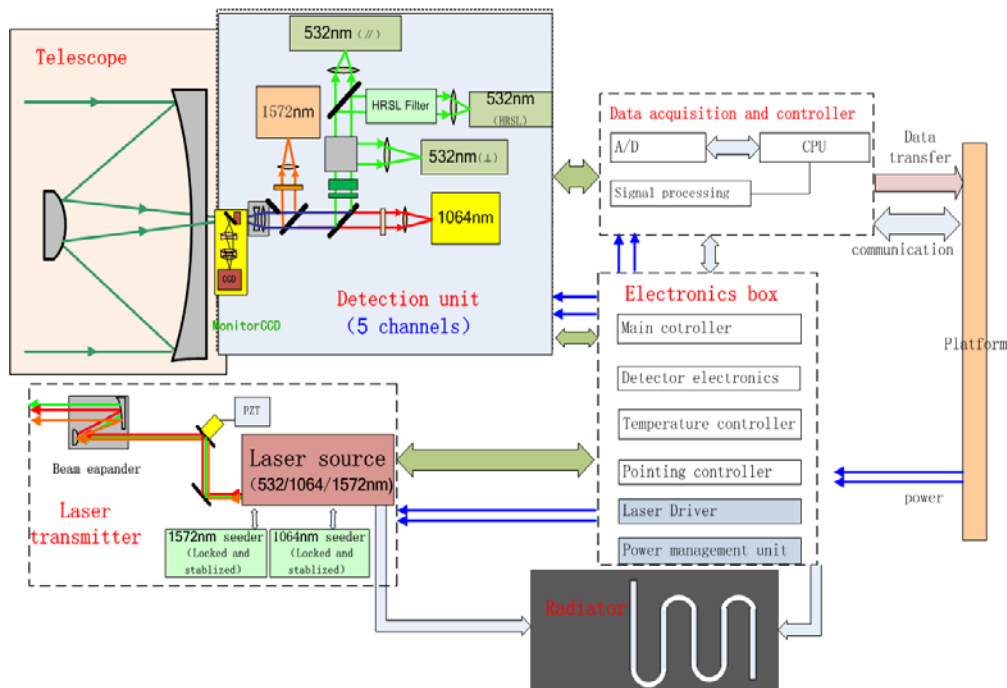 Telescope
532nm (//)
1572nm
HRSL Filter
532nm
(HRSL)
532nm(⊥)
1064nm
CCD
MonitorCCD
Detection unit
(5 channels)
Data acquisition and controller
A/D
CPU
Signal processing
Data
transfer
communication
Platform
Electronics box
Main cotroller
Detector electronics
Temperature controller
Pointing controller
Laser Driver
Power management unit
power
PZT
Beam eapander
Laser source
(532/1064/1572nm)
Laser
transmitter
1572nm seeder
(Locked and
stablized)
1064nm seeder
(Locked and
stablized)
Radiator